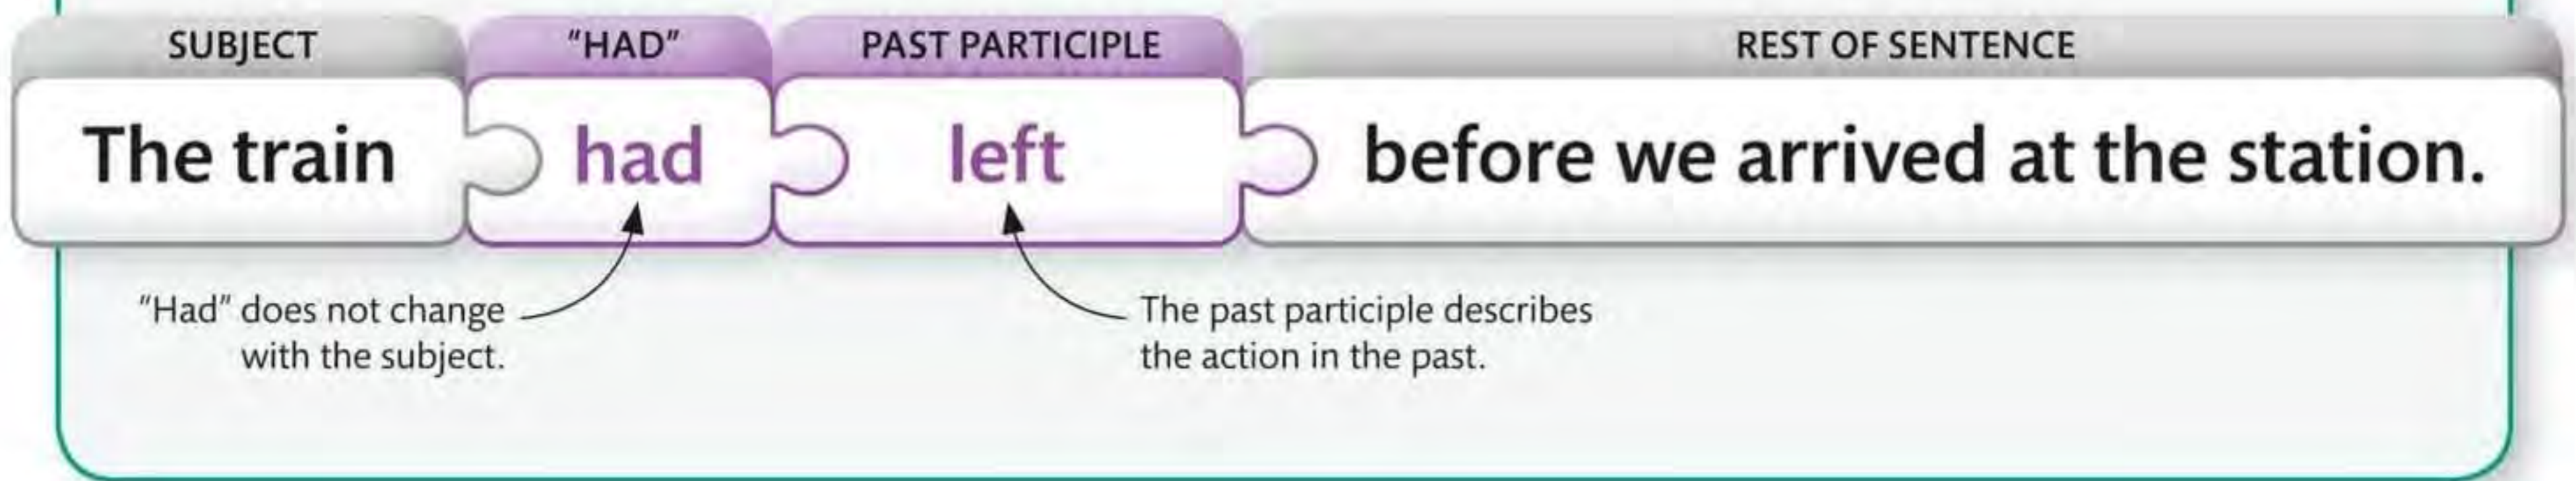 SUBJECT "HAD" PAST PARTICIPLE REST OF SENTENCE
The train had left before we arrived at the station.
"Had" does not change
with the subject.
The past participle describes
the action in the past.